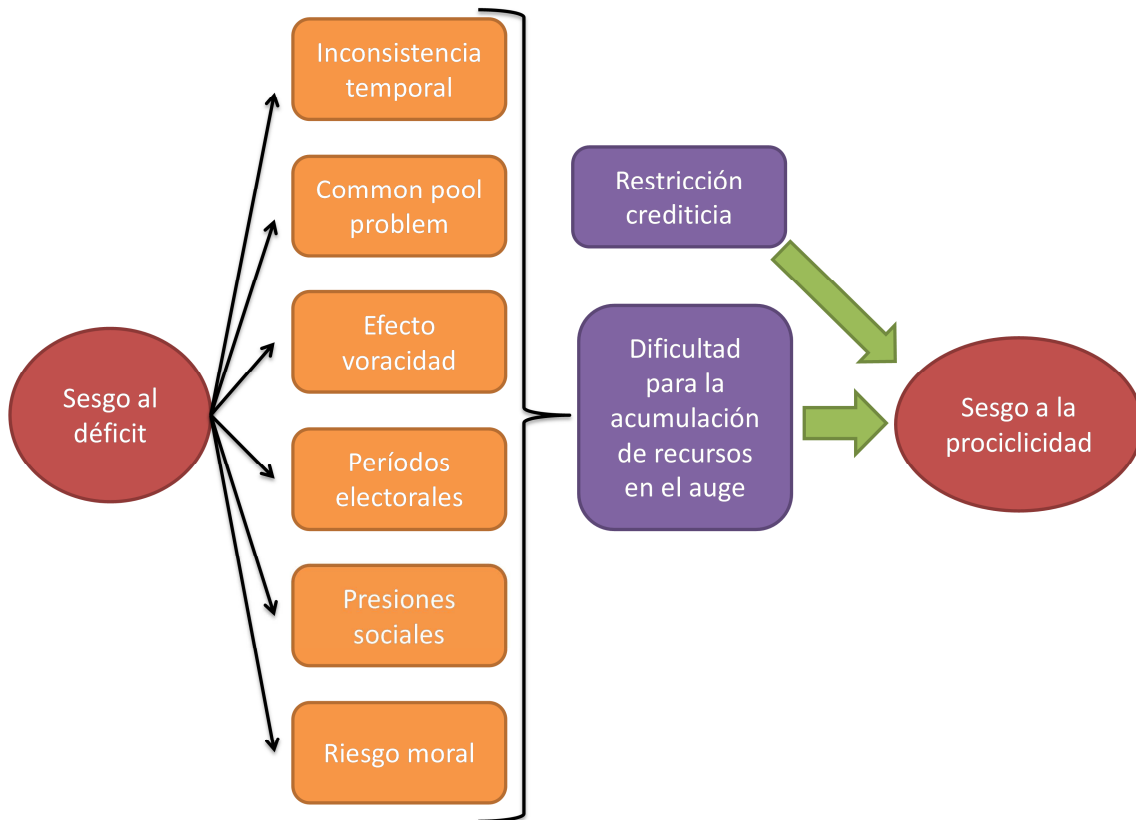 Inconsistencia
temporal
Common pool
problem
Efecto
voracidad
Períodos
electorales
Presiones
sociales
Riesgo moral
Sesgo al
déficit
Restricción
crediticia
Dificultad
para la
acumulación
de recursos
en el auge
Sesgo a la
prociclicidad